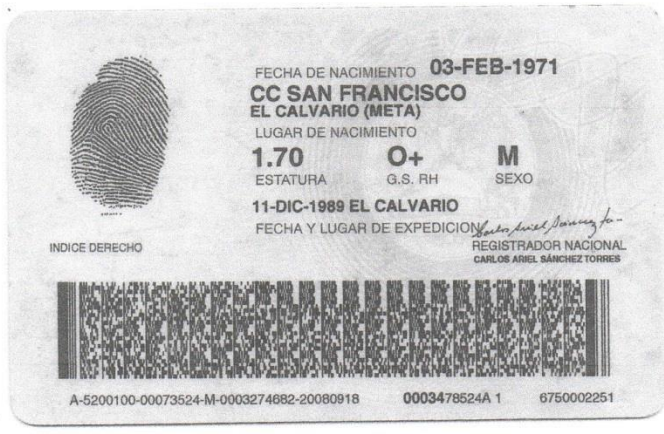 FECHA DE NACIMIENTO 03-FEB-1971
CC SAN FRANCISCO
EL CALVARIO (META)
LUGAR DE NACIMIENTO
1.70 O+ M
ESTATURA G.S. RH SEXO
11-DIC-1989 EL CALVARIO
FECHA Y LUGAR DE EXPEDICION
INDICE DERECHO
REGISTRADOR NACIONAL
CARLOS ARIEL SÁNCHEZ TORRES
A-5200100-00073524-M-0003274682-20080918 0003478524A 1 6750002251